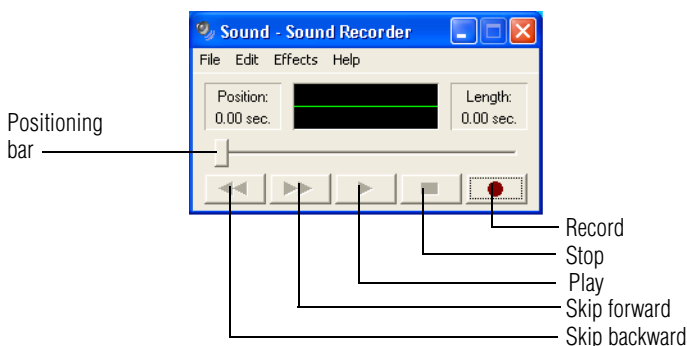 Sound - Sound Recorder
File Edit Effects Help
Position:
0.00 sec.
Length:
0.00 sec.
Positioning
bar
Record
Stop
Play
Skip forward
Skip backward